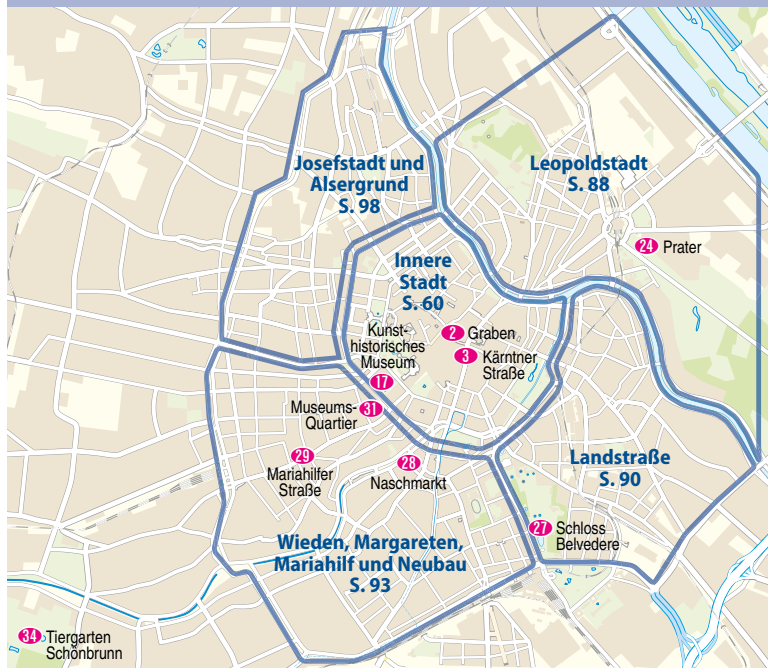 Josefstadt und
Alsergrund
S. 98
Leopoldstadt
S. 88
24 Prater
Innere
Stadt
S. 60
2 Graben
3 Kärntner
Straße
Kunst-
historisches
Museum
17
Museums-
Quartier
31
29
Mariahilfer
Straße
28
Naschmarkt
Landstraße
S. 90
27 Schloss
Belvedere
Wieden, Margareten,
Mariahilf und Neubau
S. 93
34 Tiergarten
Schönbrunn